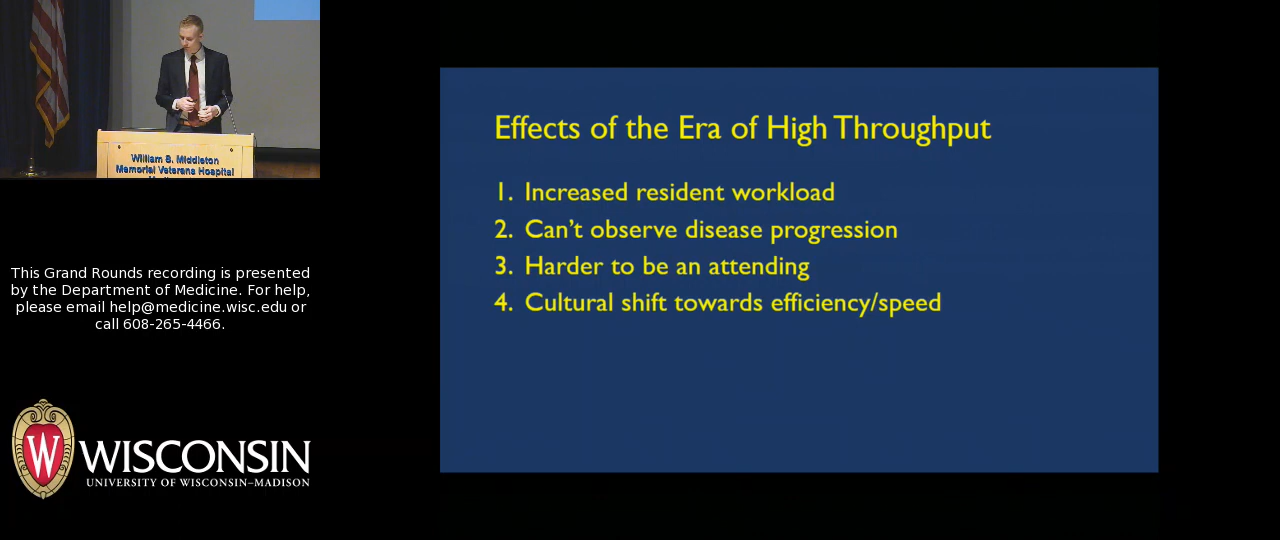 William S. Middleton
Memorial Veterans Hospital
This Grand Rounds recording is presented
by the Department of Medicine. For help,
please email help@medicine.wisc.edu or
call 608-265-4466.
W
WISCONSIN
UNIVERSITY OF WISCONSIN–MADISON
Effects of the Era of High Throughput
1. Increased resident workload
2. Can't observe disease progression
3. Harder to be an attending
4. Cultural shift towards efficiency/speed